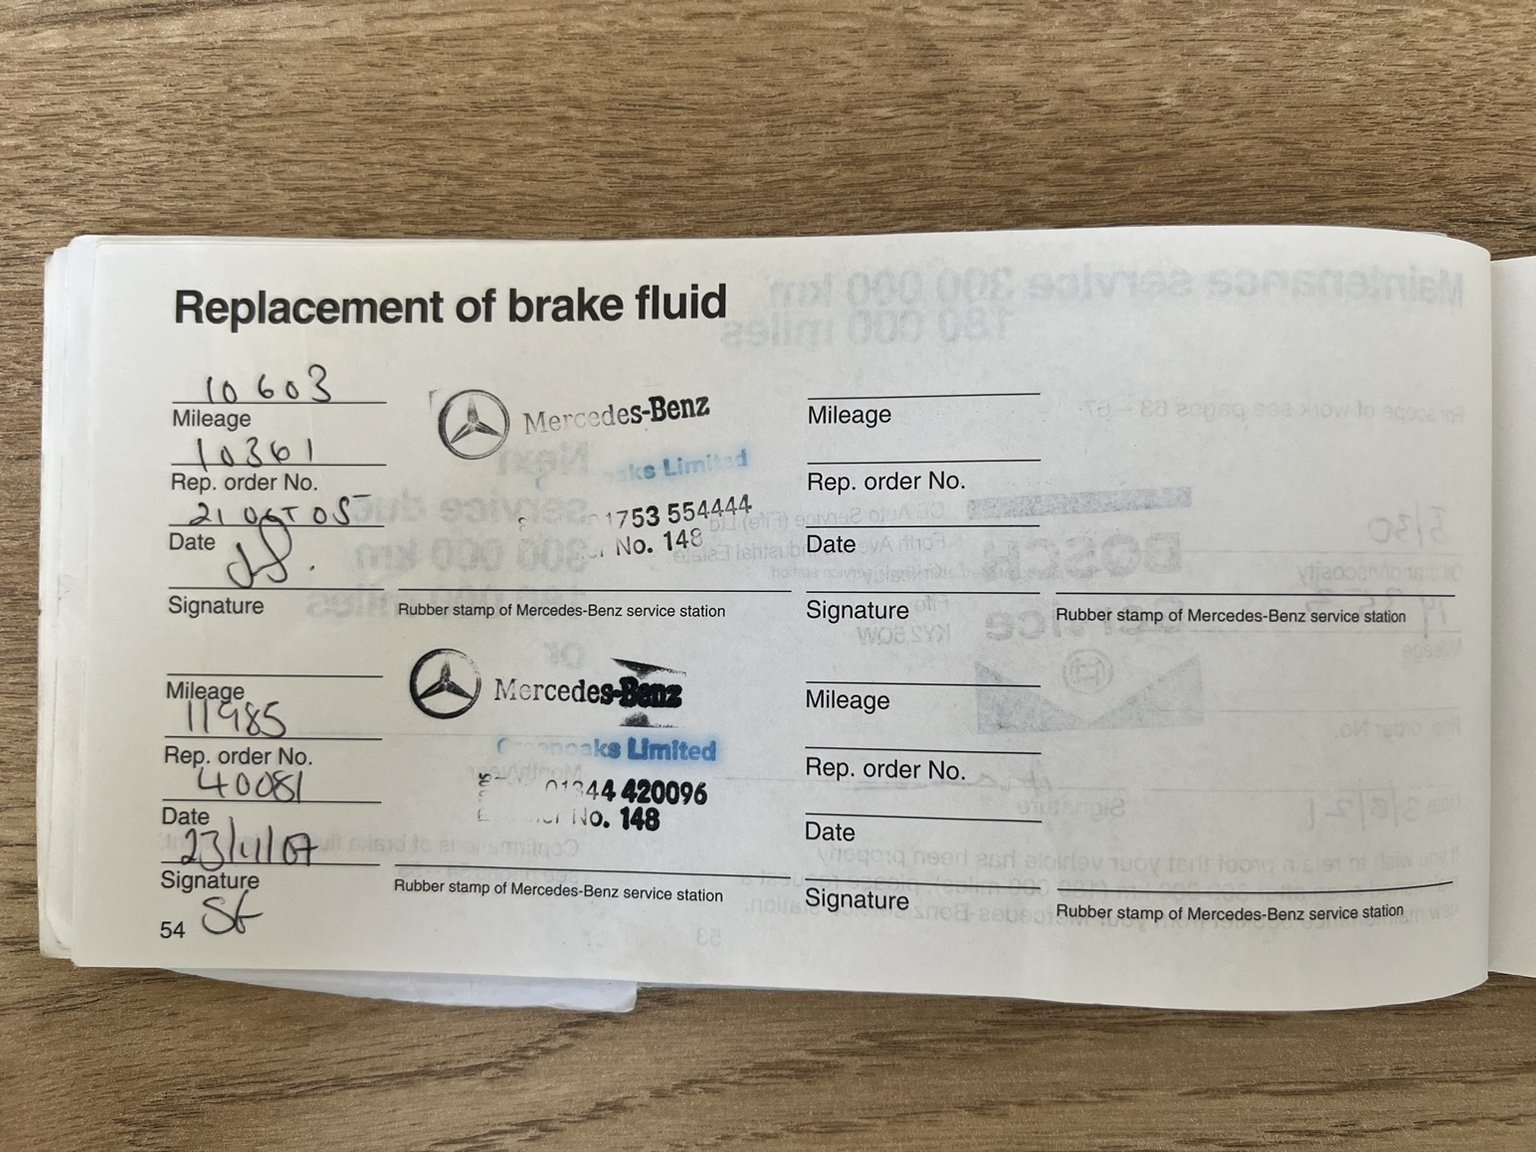 Replacement of brake fluid
10603
Mileage
10361
Rep. order No.
21 OCT 05
Date
Signature
Mercedes-Benz
aks Limited
1753 554444
No. 148
Rubber stamp of Mercedes-Benz service station
Mileage
11985
Rep. order No.
40081
Date
23/11/07
Signature
Mercedes-Benz
Greenoaks Limited
01344 420096
No. 148
Rubber stamp of Mercedes-Benz service station
54
Mileage
Rep. order No.
Date
Signature
Rubber stamp of Mercedes-Benz service station
Mileage
Rep. order No.
Date
Signature
Rubber stamp of Mercedes-Benz service station